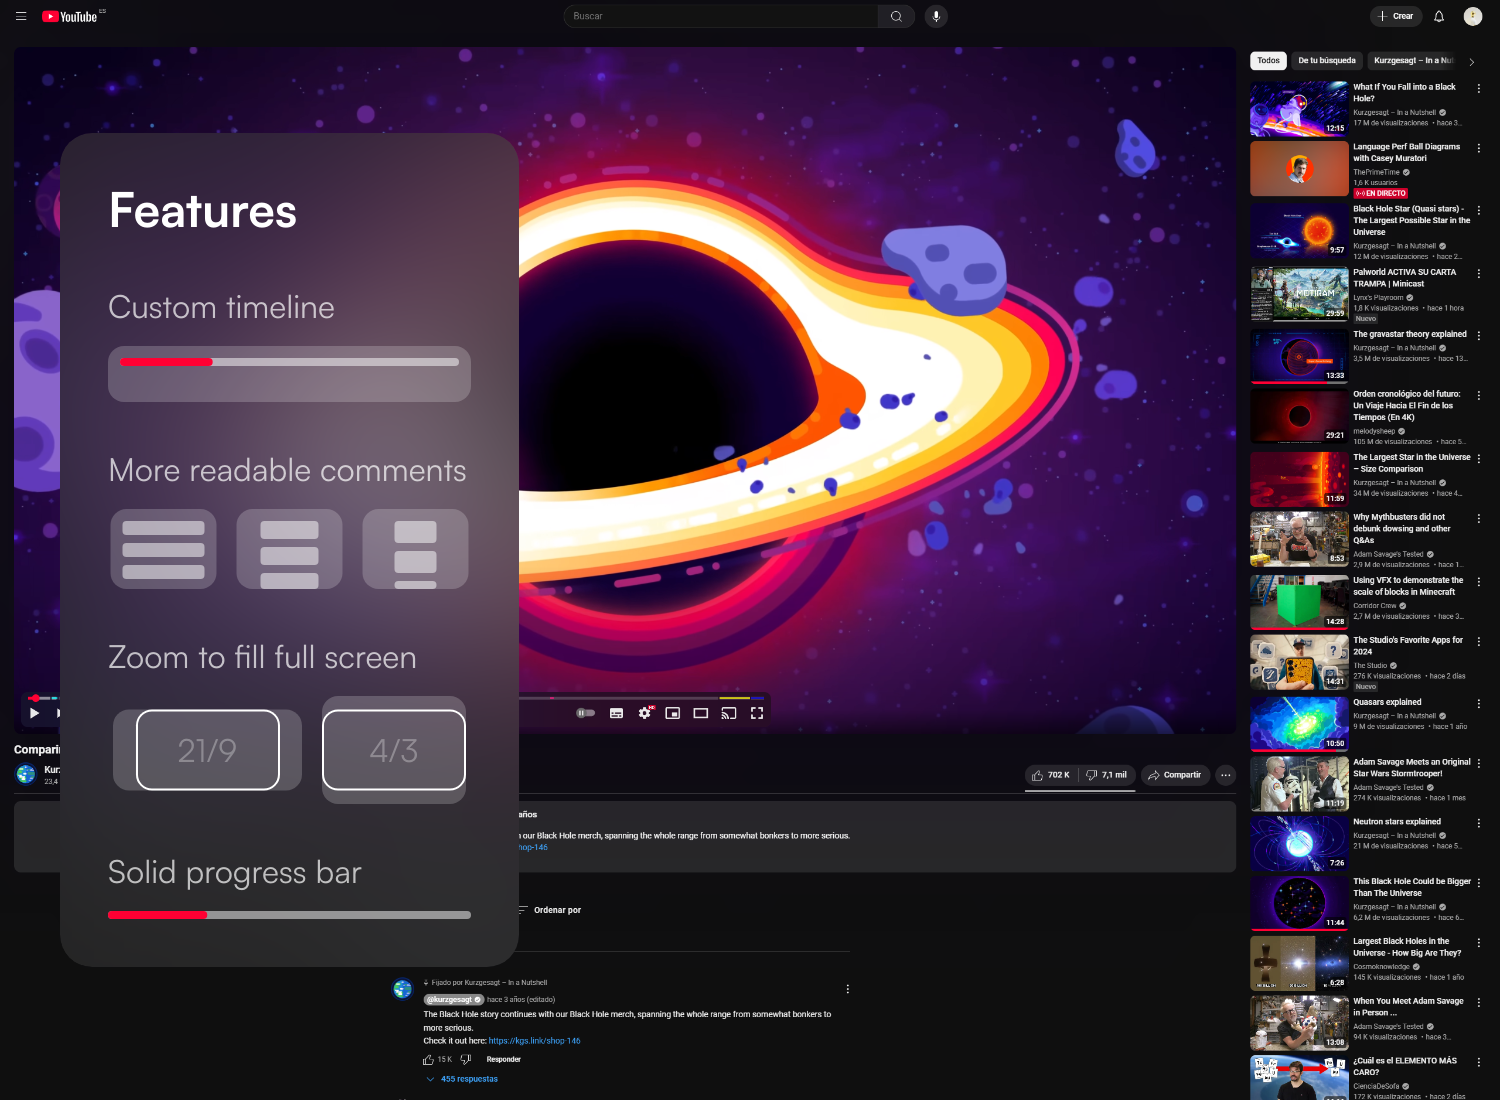 YouTube ES
Buscar
Crear
Features
Custom timeline
More readable comments
Zoom to fill full screen
21/9
4/3
Solid progress bar
23,4
702 K
7,1 mil
Compartir
años
our Black Hole merch, spanning the whole range from somewhat bonkers to more serious.
hop-146
Ordenar por
Fijado por Kurzgesagt – In a Nutshell
@kurzgesagt hace 3 años (editado)
The Black Hole story continues with our Black Hole merch, spanning the whole range from somewhat bonkers to
more serious.
Check it out here: https://kgs.link/shop-146
15 K
Responder
455 respuestas
Todos
De tu búsqueda
Kurzgesagt – In a Nut
12:15
What If You Fall into a Black
Hole?
Kurzgesagt – In a Nutshell
17 M de visualizaciones • hace 3...
Language Perf Ball Diagrams
with Casey Muratori
ThePrimeTime
1,6 K usuarios
EN DIRECTO
9:57
Black Hole Star (Quasi stars) -
The Largest Possible Star in the
Universe
Kurzgesagt – In a Nutshell
12 M de visualizaciones • hace 2...
29:59
Palworld ACTIVA SU CARTA
TRAMPA | Minicast
Lynx's Playroom
1,8 K visualizaciones • hace 1 hora
Nuevo
13:33
The gravastar theory explained
Kurzgesagt – In a Nutshell
3,5 M de visualizaciones • hace 13...
29:21
Orden cronológico del futuro:
Un Viaje Hacia El Fin de los
Tiempos (En 4K)
melodysheep
105 M de visualizaciones • hace 5...
11:59
The Largest Star in the Universe
– Size Comparison
Kurzgesagt – In a Nutshell
34 M de visualizaciones • hace 4...
8:53
Why Mythbusters did not
debunk dowsing and other
Q&As
Adam Savage's Tested
2,9 M de visualizaciones • hace 1...
14:28
Using VFX to demonstrate the
scale of blocks in Minecraft
Corridor Crew
2,7 M de visualizaciones • hace 3...
14:31
The Studio's Favorite Apps for
2024
The Studio
276 K visualizaciones • hace 2 días
Nuevo
10:50
Quasars explained
Kurzgesagt – In a Nutshell
9 M de visualizaciones • hace 1 año
11:19
Adam Savage Meets an Original
Star Wars Stormtrooper!
Adam Savage's Tested
274 K visualizaciones • hace 1 mes
7:26
Neutron stars explained
Kurzgesagt – In a Nutshell
21 M de visualizaciones • hace 5...
11:44
This Black Hole Could be Bigger
Than The Universe
Kurzgesagt – In a Nutshell
6,2 M de visualizaciones • hace 6...
6:28
Largest Black Holes in the
Universe - How Big Are They?
Cosmoknowledge
145 K visualizaciones • hace 1 año
13:08
When You Meet Adam Savage
in Person ...
Adam Savage's Tested
94 K visualizaciones • hace 3...
¿Cuál es el ELEMENTO MÁS
CARO?
CienciaDeSofa
172 K visualizaciones • hace 2 días